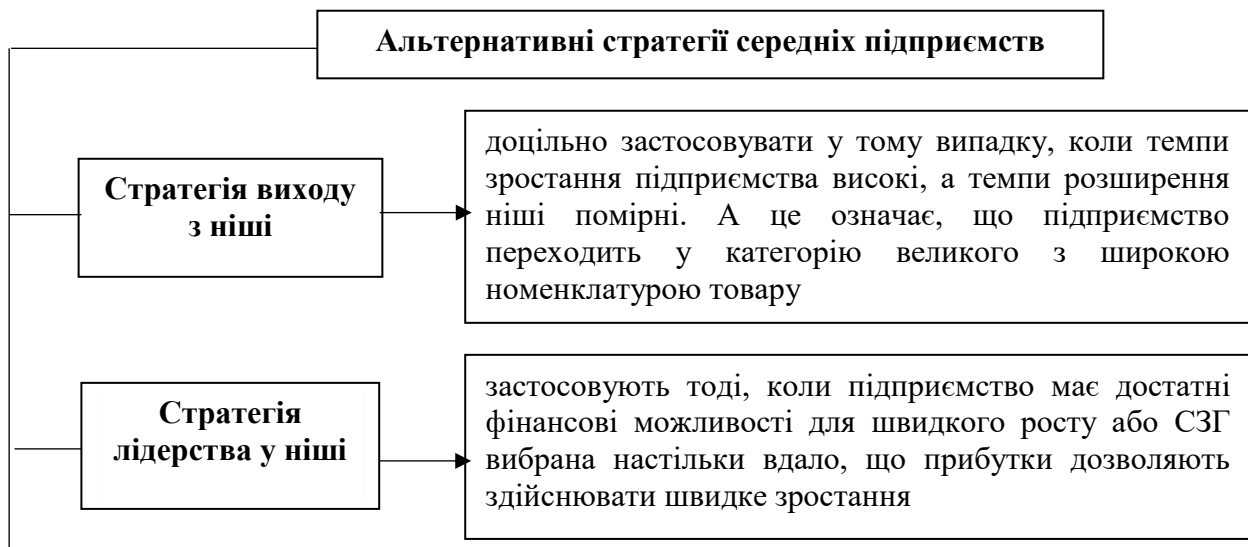 Альтернативні стратегії середніх підприємств
Стратегія виходу
з ніші
доцільно застосовувати у тому випадку, коли темпи
зростання підприємства високі, а темпи розширення
ніші помірні. А це означає, що підприємство
переходить у категорію великого з широкою
номенклатурою товару
Стратегія
лідерства у ніші
застосовують тоді, коли підприємство має достатні
фінансові можливості для швидкого росту або СЗГ
вибрана настільки вдало, що прибутки дозволяють
здійснювати швидке зростання